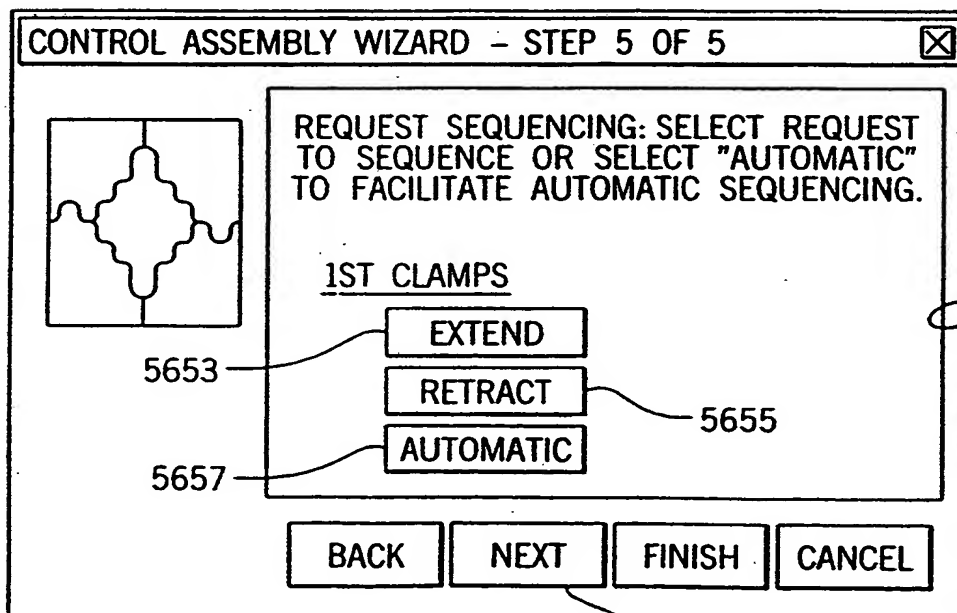 CONTROL ASSEMBLY WIZARD – STEP 5 OF 5
REQUEST SEQUENCING: SELECT REQUEST
TO SEQUENCE OR SELECT "AUTOMATIC"
TO FACILITATE AUTOMATIC SEQUENCING.
1ST CLAMPS
EXTEND
5653
RETRACT
5655
AUTOMATIC
5657
BACK
NEXT
FINISH
CANCEL